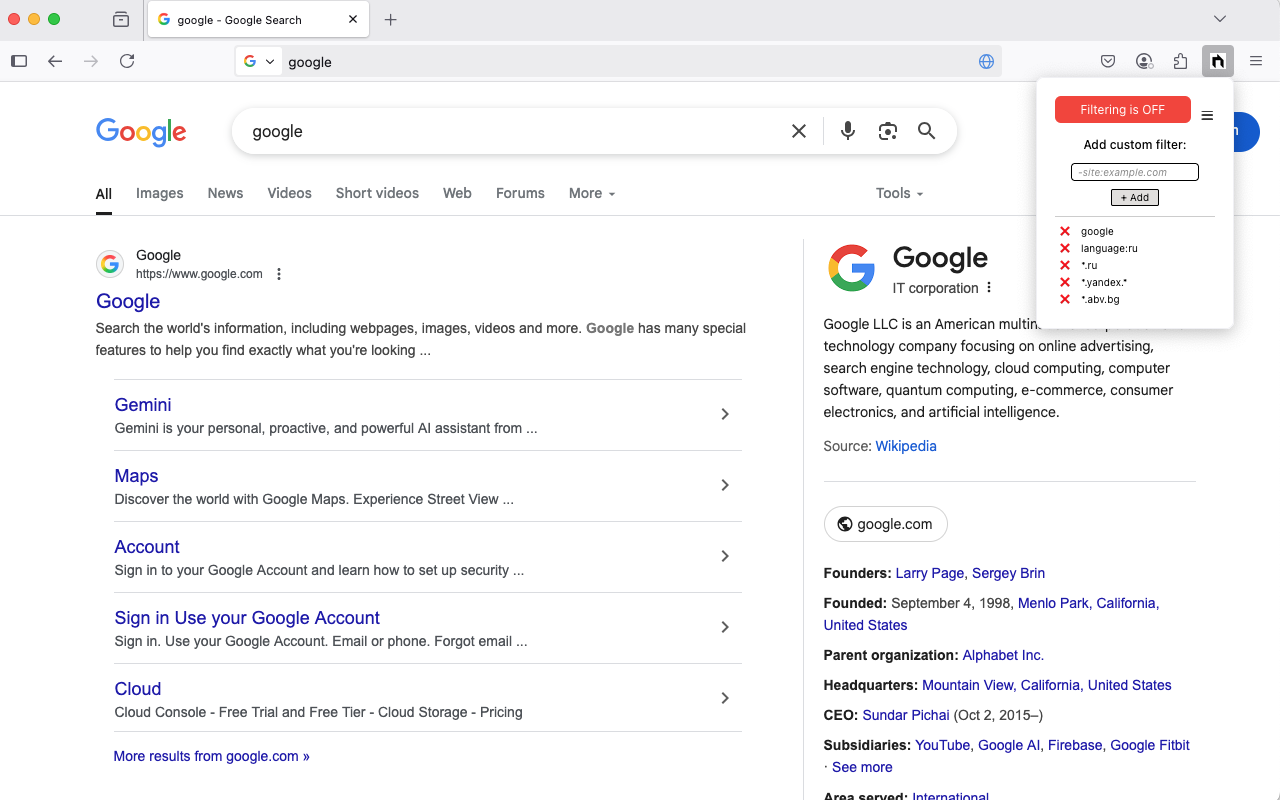 google - Google Search
google
Filtering is OFF
Add custom filter:
-site:example.com
+ Add
google
language:ru
*.ru
*.yandex.*
*.abv.bg
Google
google
All
Images
News
Videos
Short videos
Web
Forums
More
Tools
Google
https://www.google.com
Google
Search the world's information, including webpages, images, videos and more. Google has many special
features to help you find exactly what you're looking ...
Gemini
Gemini is your personal, proactive, and powerful AI assistant from ...
Maps
Discover the world with Google Maps. Experience Street View ...
Account
Sign in to your Google Account and learn how to set up security ...
Sign in Use your Google Account
Sign in. Use your Google Account. Email or phone. Forgot email ...
Cloud
Cloud Console - Free Trial and Free Tier - Cloud Storage - Pricing
More results from google.com »
Google
IT corporation
Google LLC is an American
technology company focusing on online advertising,
search engine technology, cloud computing, computer
software, quantum computing, e-commerce, consumer
electronics, and artificial intelligence.
Source: Wikipedia
google.com
Founders: Larry Page, Sergey Brin
Founded: September 4, 1998, Menlo Park, California,
United States
Parent organization: Alphabet Inc.
Headquarters: Mountain View, California, United States
CEO: Sundar Pichai (Oct 2, 2015–)
Subsidiaries: YouTube, Google AI, Firebase, Google Fitbit
· See more
Area served: International